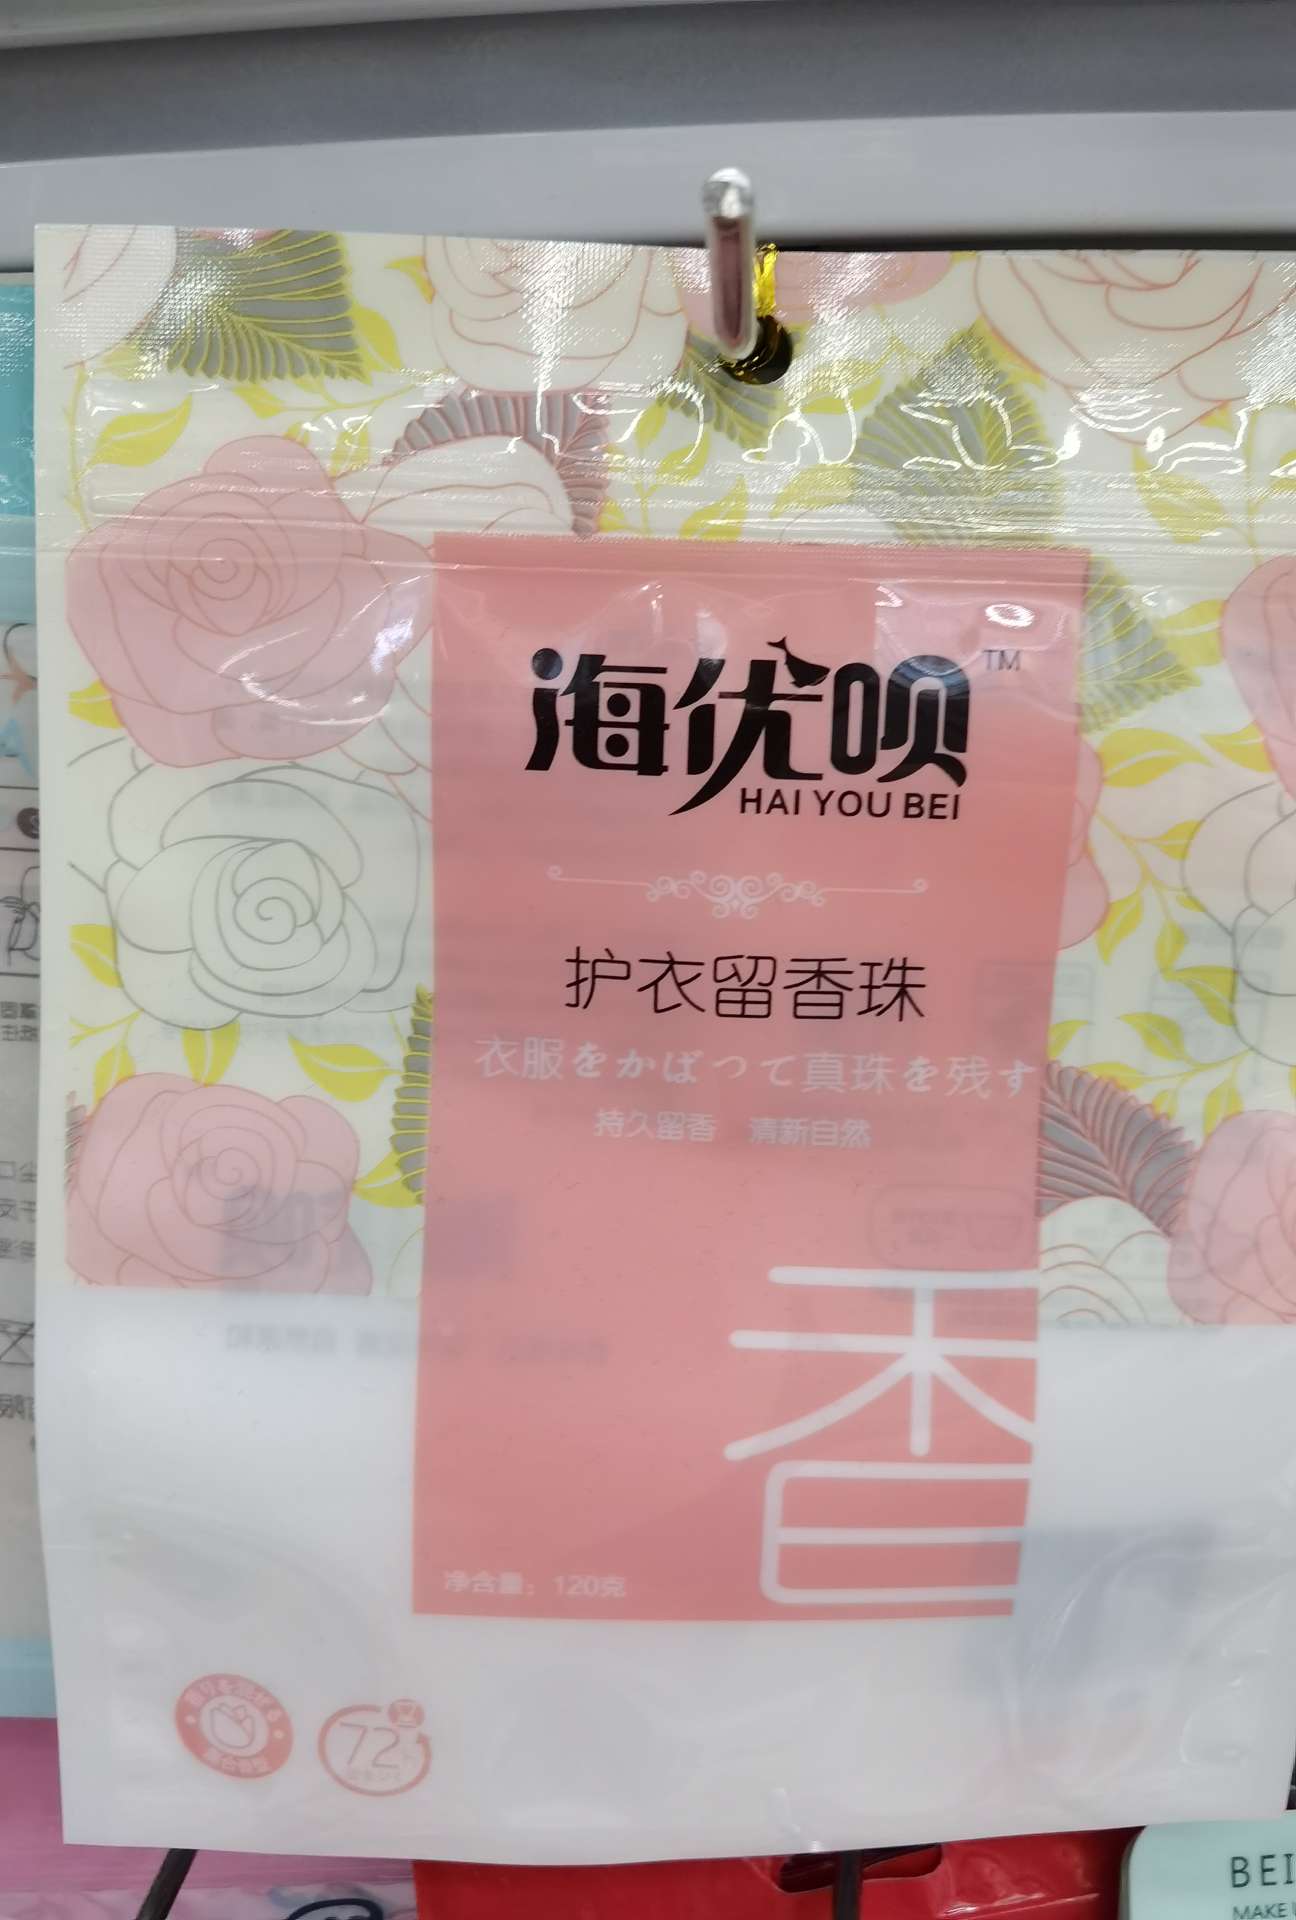 海优呗 TM
HAI YOU BEI
护衣留香珠
衣服をかばつて真珠を残す
持久留香 清新自然
香
净含量：120克
72
BEI
MAKE